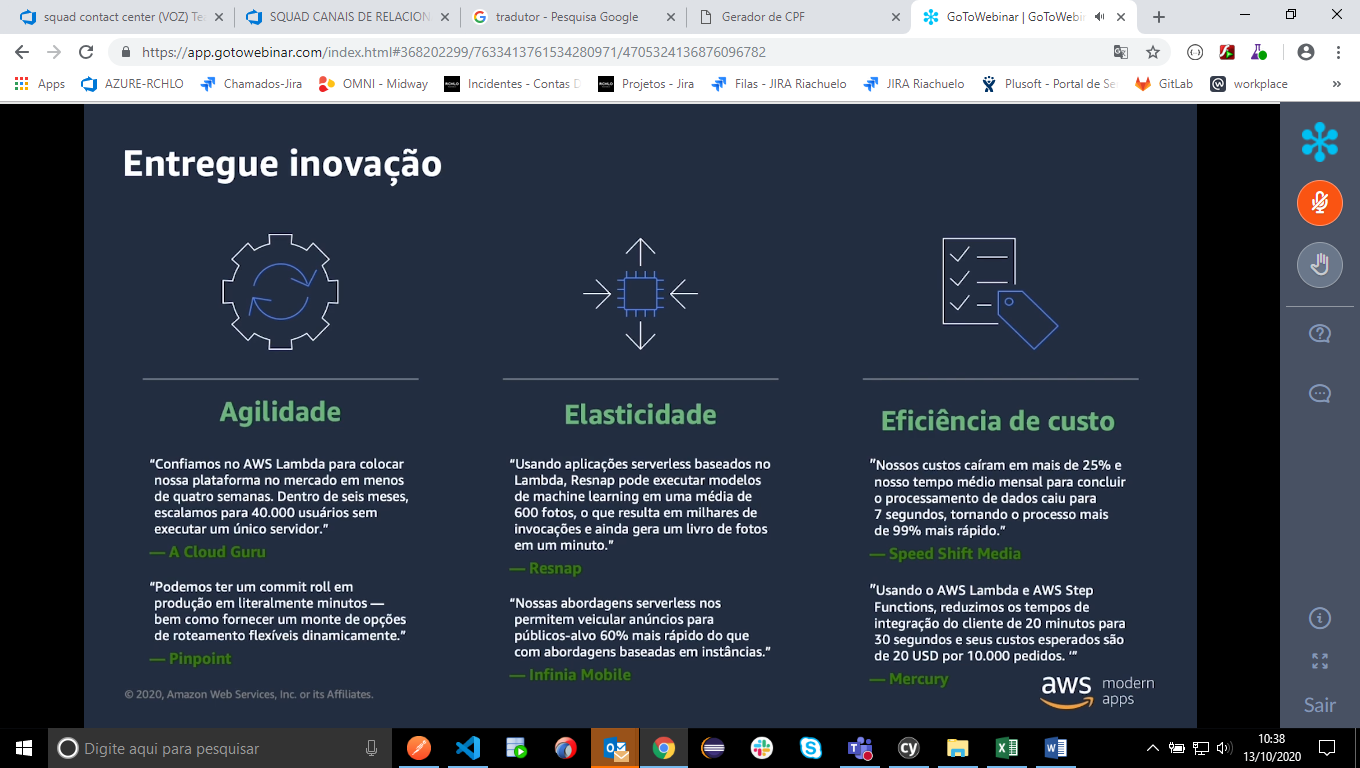 squad contact center (VOZ) Te
SQUAD CANAIS DE RELACION
tradutor - Pesquisa Google
Gerador de CPF
GoToWebinar | GoToWebin
https://app.gotowebinar.com/index.html#368202299/7633413761534280971/4705324136876096782
Apps
AZURE-RCHLO
Chamados-Jira
OMNI - Midway
Incidentes - Contas D
Projetos - Jira
Filas - JIRA Riachuelo
JIRA Riachuelo
Plusoft - Portal de Se
GitLab
workplace
»
Entregue inovação
Agilidade
“Confiamos no AWS Lambda para colocar
nossa plataforma no mercado em menos
de quatro semanas. Dentro de seis meses,
escalamos para 40.000 usuários sem
executar um único servidor.”
— A Cloud Guru
“Podemos ter um commit roll em
produção em literalmente minutos —
bem como fornecer um monte de opções
de roteamento flexíveis dinamicamente.”
— Pinpoint
Elasticidade
“Usando aplicações serverless baseados no
Lambda, Resnap pode executar modelos
de machine learning em uma média de
600 fotos, o que resulta em milhares de
invocações e ainda gera um livro de fotos
em um minuto.”
— Resnap
“Nossas abordagens serverless nos
permitem veicular anúncios para
públicos-alvo 60% mais rápido do que
com abordagens baseadas em instâncias.”
— Infinia Mobile
Eficiência de custo
”Nossos custos caíram em mais de 25% e
nosso tempo médio mensal para concluir
o processamento de dados caiu para
7 segundos, tornando o processo mais
de 99% mais rápido.”
— Speed Shift Media
”Usando o AWS Lambda e AWS Step
Functions, reduzimos os tempos de
integração do cliente de 20 minutos para
30 segundos e seus custos esperados são
de 20 USD por 10.000 pedidos. ‘”
— Mercury
© 2020, Amazon Web Services, Inc. or its Affiliates.
aws modern
apps
Sair
Digite aqui para pesquisar
cy
10:38
13/10/2020